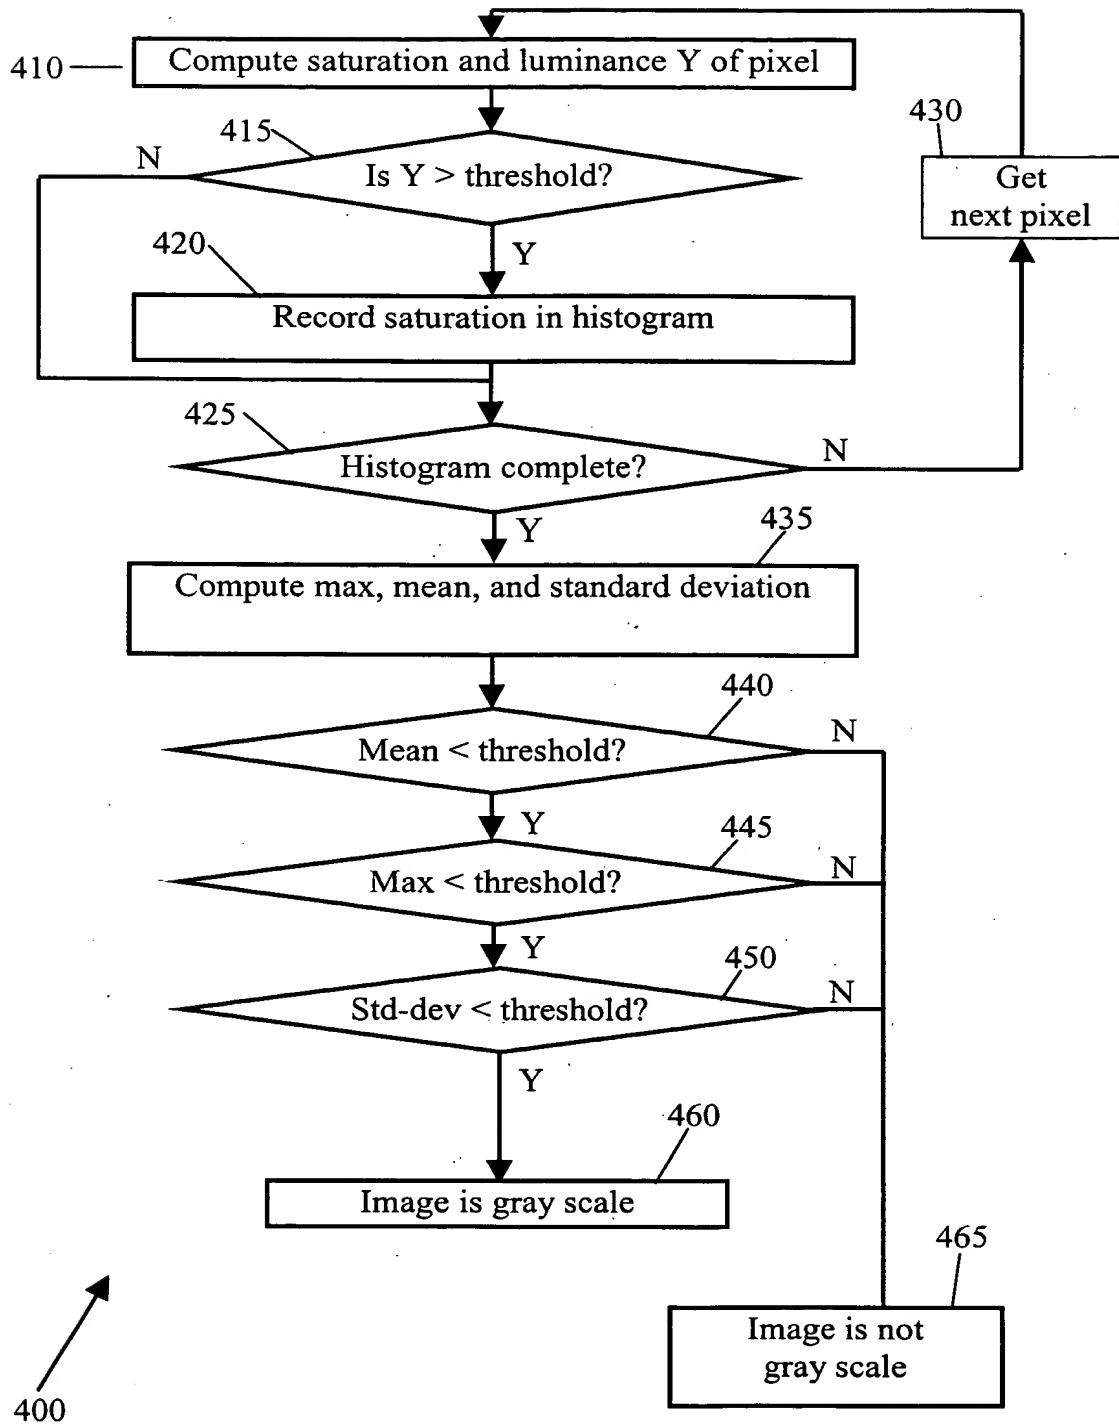 410
Compute saturation and luminance Y of pixel
415
N
Is Y > threshold?
430
Get
next pixel
420
Y
Record saturation in histogram
425
Histogram complete?
N
Y
435
Compute max, mean, and standard deviation
440
Mean < threshold?
N
Y
445
Max < threshold?
N
Y
450
Std-dev < threshold?
N
Y
460
Image is gray scale
465
Image is not
gray scale
400